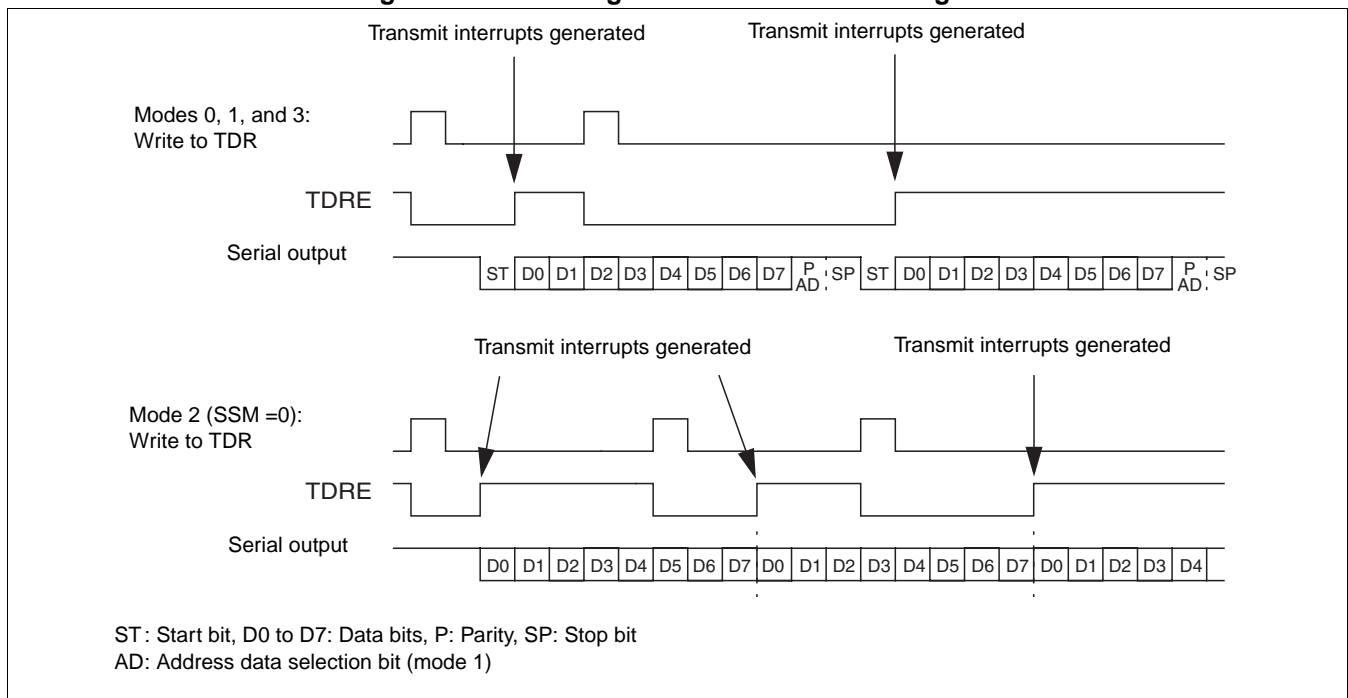 Transmit interrupts generated Transmit interrupts generated
Modes 0, 1, and 3:
Write to TDR
TDRE
Serial output
ST D0 D1 D2 D3 D4 D5 D6 D7 P AD SP ST D0 D1 D2 D3 D4 D5 D6 D7 P AD SP
Transmit interrupts generated Transmit interrupts generated
Mode 2 (SSM =0):
Write to TDR
TDRE
Serial output
D0 D1 D2 D3 D4 D5 D6 D7 D0 D1 D2 D3 D4 D5 D6 D7 D0 D1 D2 D3 D4
ST : Start bit, D0 to D7: Data bits, P: Parity, SP: Stop bit
AD: Address data selection bit (mode 1)